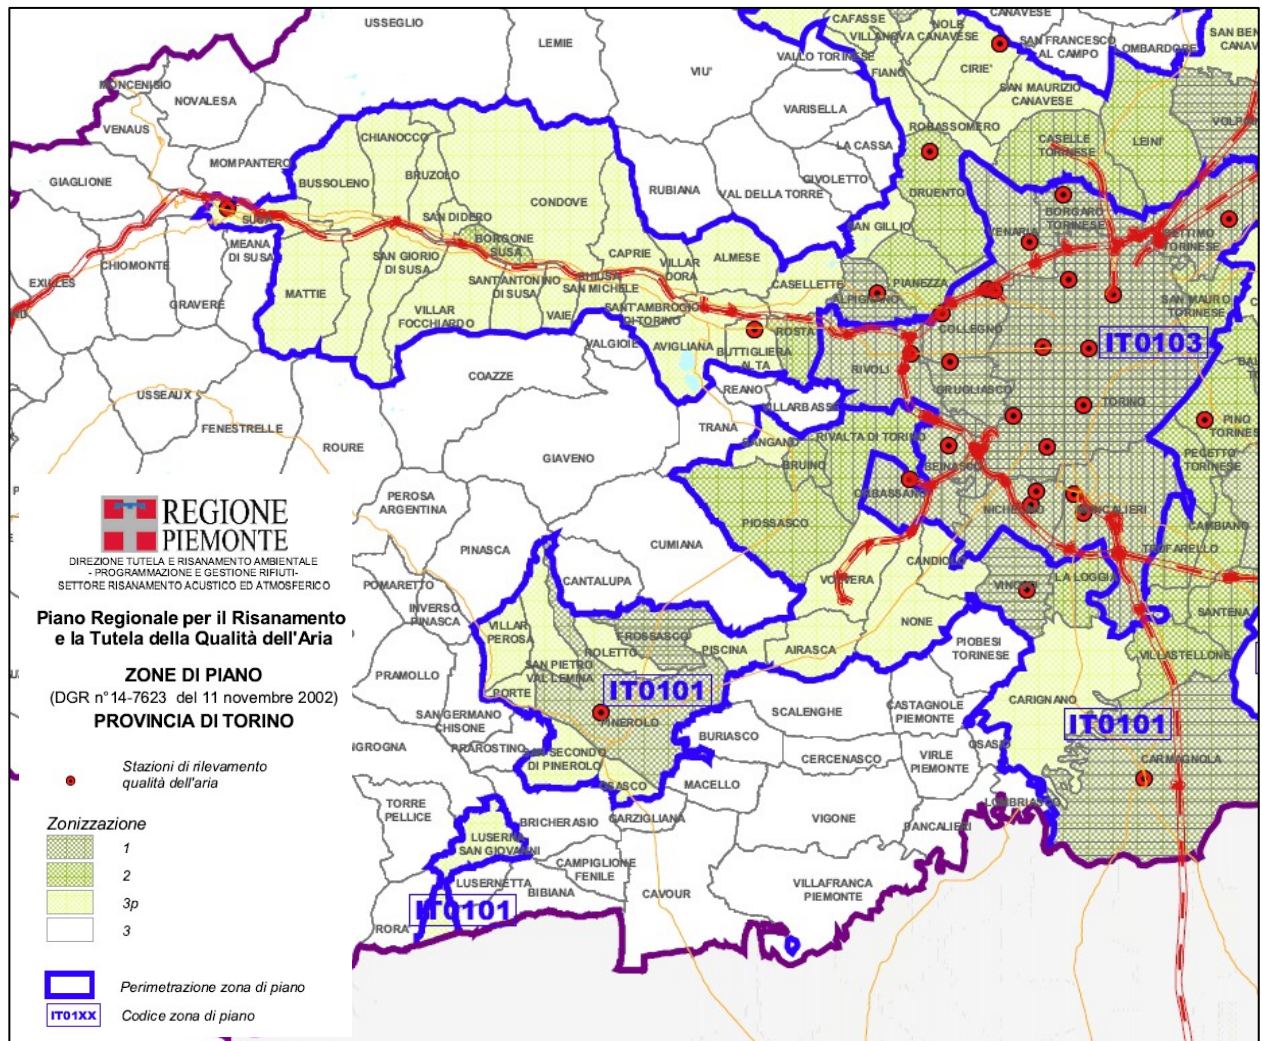 USSEGLIO
LEMIE
VIU'
CAFASSE
VALLO TORINESE
VILLANOVA CANAVESE
NOLE
CANAVESE
SAN FRANCESCO
AL CAMPO
LOMBARDORE
SAN BEN
CANAV
FIANO
CIRIE'
SAN MAURIZIO
CANAVESE
MONCENISIO
NOVALESA
VENAUS
MOMPANTERO
GIAGLIONE
CHIANOCCO
BUSSOLENO
BRUZOLO
CONDOVE
VARISELLA
LA CASSA
GIVOLETTO
VAL DELLA TORRE
RUBIANA
ROBASSOMERO
DRUENTO
CASELLE
TORINESE
LEINI'
SUSA
MEANA
DI SUSA
SAN DIDERO
BORGONE
SUSA
SAN GIORIO
DI SUSA
CAPRIE
VILLAR
DORA
ALMESE
SAN GILLIO
VENARIA
BORGARO
TORINESE
SETTIMO
TORINESE
EXILLES
CHIOMONTE
GRAVERE
MATTIE
VILLAR
FOCCHIARDO
SANT'ANTONINO
DI SUSA
VAIE
CHIUSA
SAN MICHELE
SANT'AMBROGIO
DI TORINO
CASELLETTE
ALPIGNANO
PIANEZZA
SAN MAURO
TORINESE
COLLEGNO
IT0103
VALGIOIE
AVIGLIANA
BUTTIGLIERA
ALTA
ROSTA
RIVOLI
GRUGLIASCO
TORINO
PINO
TORINES
COAZZE
REANO
VILLARBASSE
TRANA
SANGANO
RIVALTA DI TORINO
BRUINO
BEINASCO
ORBASSANO
PECETTO
TORINESE
USSEAUX
FENESTRELLE
ROURE
GIAVENO
PEROSA
ARGENTINA
PINASCA
CUMIANA
PIOSSASCO
NICHELINO
MONCALIERI
CAMBIANO
TROFARELLO
CANDIOLO
VOLVERA
VINOVO
LA LOGGIA
SANTENA
POMARETTO
INVERSO
PINASCA
CANTALUPA
VILLAR
PEROSA
FROSSASCO
ROLETTO
PISCINA
AIRASCA
NONE
PIOBESI
TORINESE
VILLASTELLONE
PRAMOLLO
SAN PIETRO
VAL LEMINA
PORTE
IT0101
PINEROLO
CARIGNANO
IT0101
SAN GERMANO
CHISONE
PRAROSTINO
SAN SECONDO
DI PINEROLO
OSASCO
BURIASCO
SCALENGHE
CASTAGNOLE
PIEMONTE
OSASIO
CERCENASCO
VIRLE
PIEMONTE
CARMAGNOLA
MACELLO
LOMBRIASCO
PANCALIERI
VIGONE
NGROGNA
TORRE
PELLICE
BRICHERASIO
GARZIGLIANA
LUSERNA
SAN GIOVANNI
CAMPIGLIONE
FENILE
LUSERNETTA
BIBIANA
CAVOUR
VILLAFRANCA
PIEMONTE
IT0101
RORA'
REGIONE
PIEMONTE
DIREZIONE TUTELA E RISANAMENTO AMBIENTALE
- PROGRAMMAZIONE E GESTIONE RIFIUTI-
SETTORE RISANAMENTO ACUSTICO ED ATMOSFERICO
Piano Regionale per il Risanamento
e la Tutela della Qualità dell'Aria
ZONE DI PIANO
(DGR n°14-7623 del 11 novembre 2002)
PROVINCIA DI TORINO
Stazioni di rilevamento
qualità dell'aria
Zonizzazione
1
2
3p
3
Perimetrazione zona di piano
IT01XX Codice zona di piano